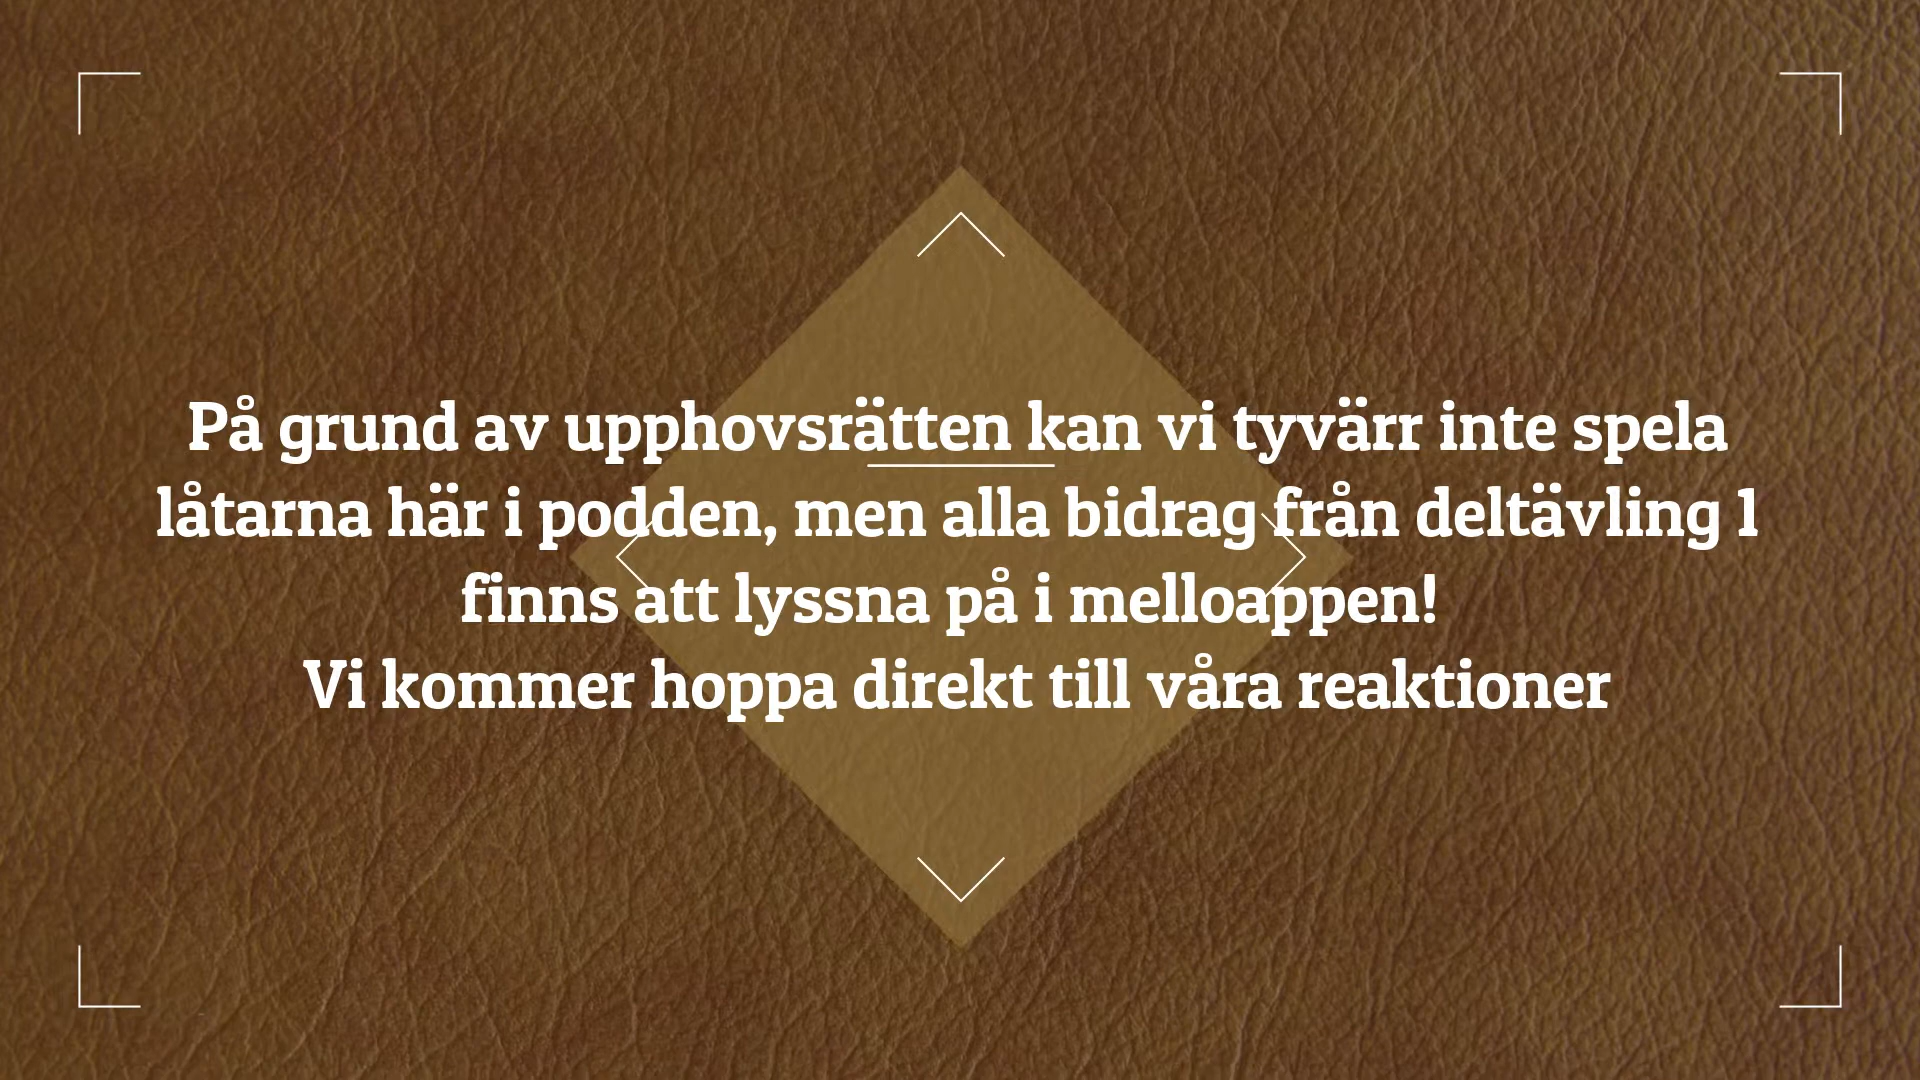 På grund av upphovsrätten kan vi tyvärr inte spela
låtarna här i podden, men alla bidrag från deltävling 1
finns att lyssna på i melloappen!
Vi kommer hoppa direkt till våra reaktioner